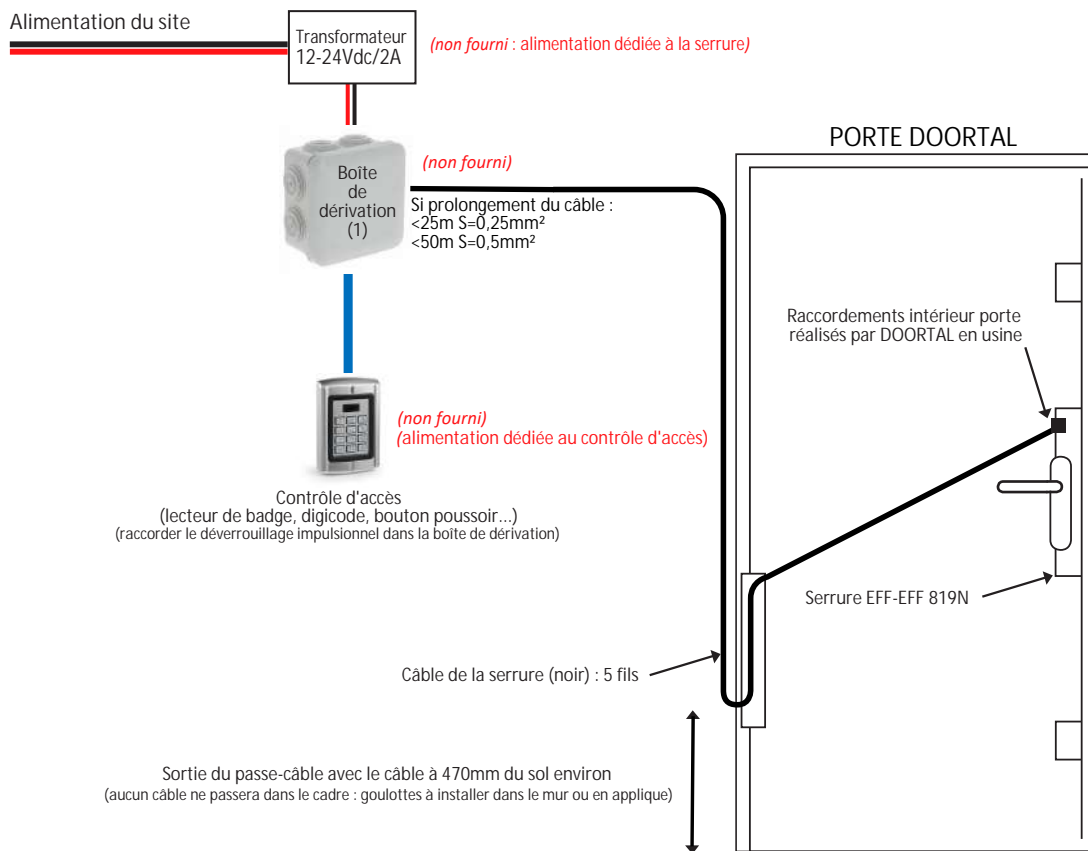 Alimentation du site
Transformateur
12-24Vdc/2A
(non fourni : alimentation dédiée à la serrure)
PORTE DOORTAL
Boîte
de
dérivation
(1)
(non fourni)
Si prolongement du câble :
<25m S=0,25mm²
<50m S=0,5mm²
Raccordements intérieur porte
réalisés par DOORTAL en usine
(non fourni)
(alimentation dédiée au contrôle d'accès)
Contrôle d'accès
(lecteur de badge, digicode, bouton poussoir...)
(raccorder le déverrouillage impulsionnel dans la boîte de dérivation)
Serrure EFF-EFF 819N
Câble de la serrure (noir) : 5 fils
Sortie du passe-câble avec le câble à 470mm du sol environ
(aucun câble ne passera dans le cadre : goulottes à installer dans le mur ou en applique)